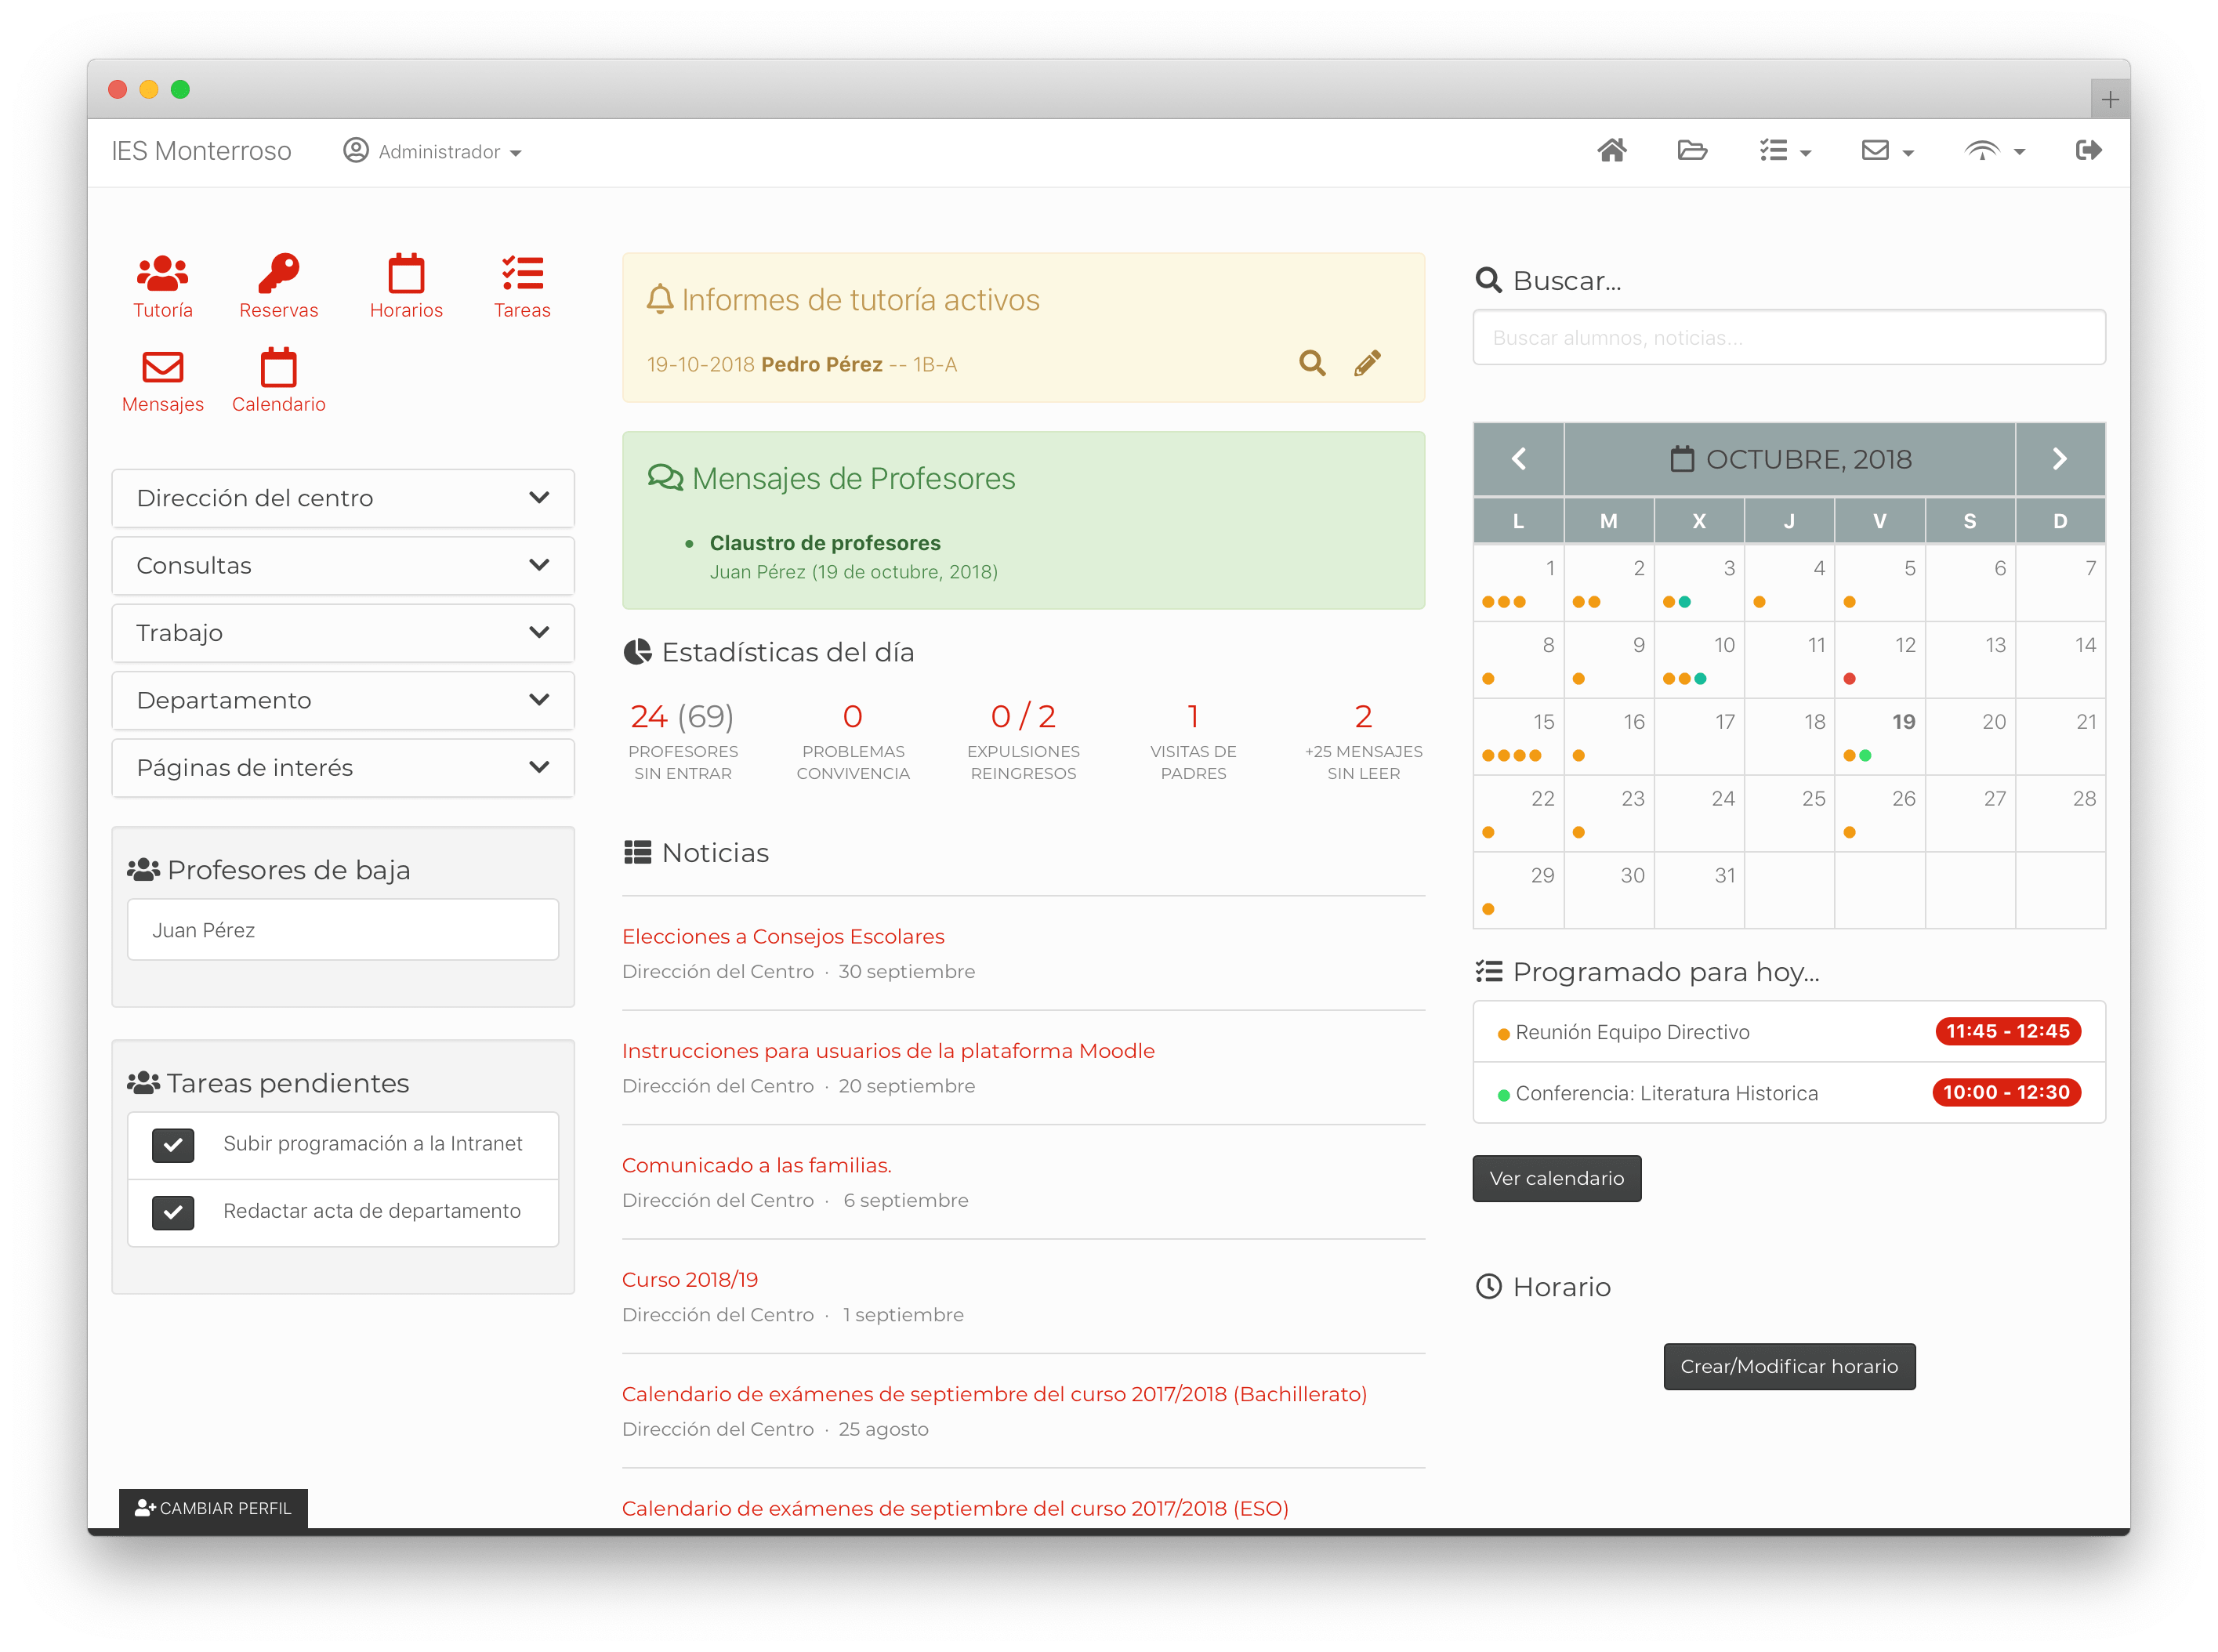 IES Monterroso
Administrador
Tutoría
Reservas
Horarios
Tareas
Mensajes
Calendario
Dirección del centro
Consultas
Trabajo
Departamento
Páginas de interés
Profesores de baja
Juan Pérez
Tareas pendientes
Subir programación a la Intranet
Redactar acta de departamento
CAMBIAR PERFIL
Informes de tutoría activos
19-10-2018 Pedro Pérez -- 1B-A
Mensajes de Profesores
Claustro de profesores
Juan Pérez (19 de octubre, 2018)
Estadísticas del día
24 (69)
PROFESORES
SIN ENTRAR
0
PROBLEMAS
CONVIVENCIA
0 / 2
EXPULSIONES
REINGRESOS
1
VISITAS DE
PADRES
2
+25 MENSAJES
SIN LEER
Noticias
Elecciones a Consejos Escolares
Dirección del Centro · 30 septiembre
Instrucciones para usuarios de la plataforma Moodle
Dirección del Centro · 20 septiembre
Comunicado a las familias.
Dirección del Centro · 6 septiembre
Curso 2018/19
Dirección del Centro · 1 septiembre
Calendario de exámenes de septiembre del curso 2017/2018 (Bachillerato)
Dirección del Centro · 25 agosto
Calendario de exámenes de septiembre del curso 2017/2018 (ESO)
Buscar...
Buscar alumnos, noticias...
OCTUBRE, 2018
L M X J V S D
1 2 3 4 5 6 7
8 9 10 11 12 13 14
15 16 17 18 19 20 21
22 23 24 25 26 27 28
29 30 31
Programado para hoy...
Reunión Equipo Directivo 11:45 - 12:45
Conferencia: Literatura Historica 10:00 - 12:30
Ver calendario
Horario
Crear/Modificar horario